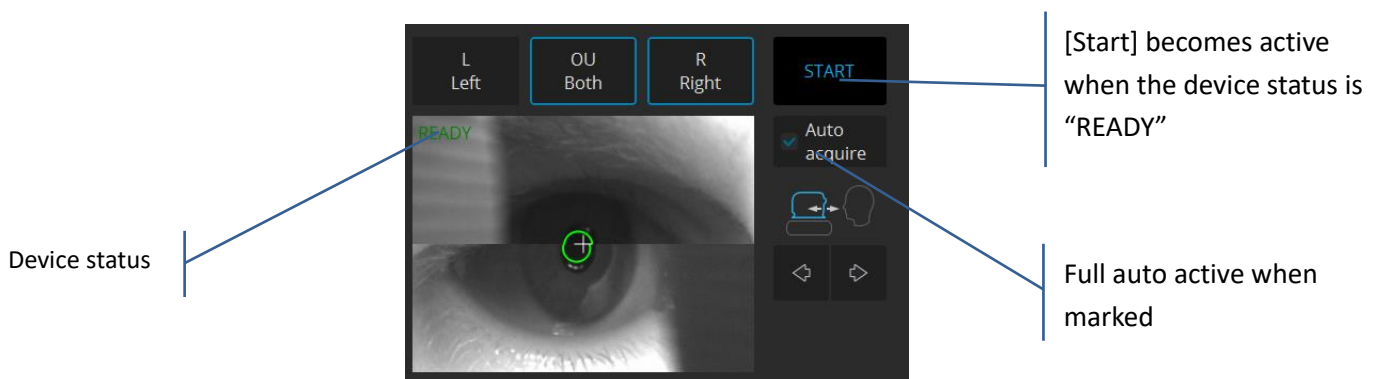 L
Left
OU
Both
R
Right
START
READY
Auto
acquire
Device status
[Start] becomes active
when the device status is
“READY”
Full auto active when
marked